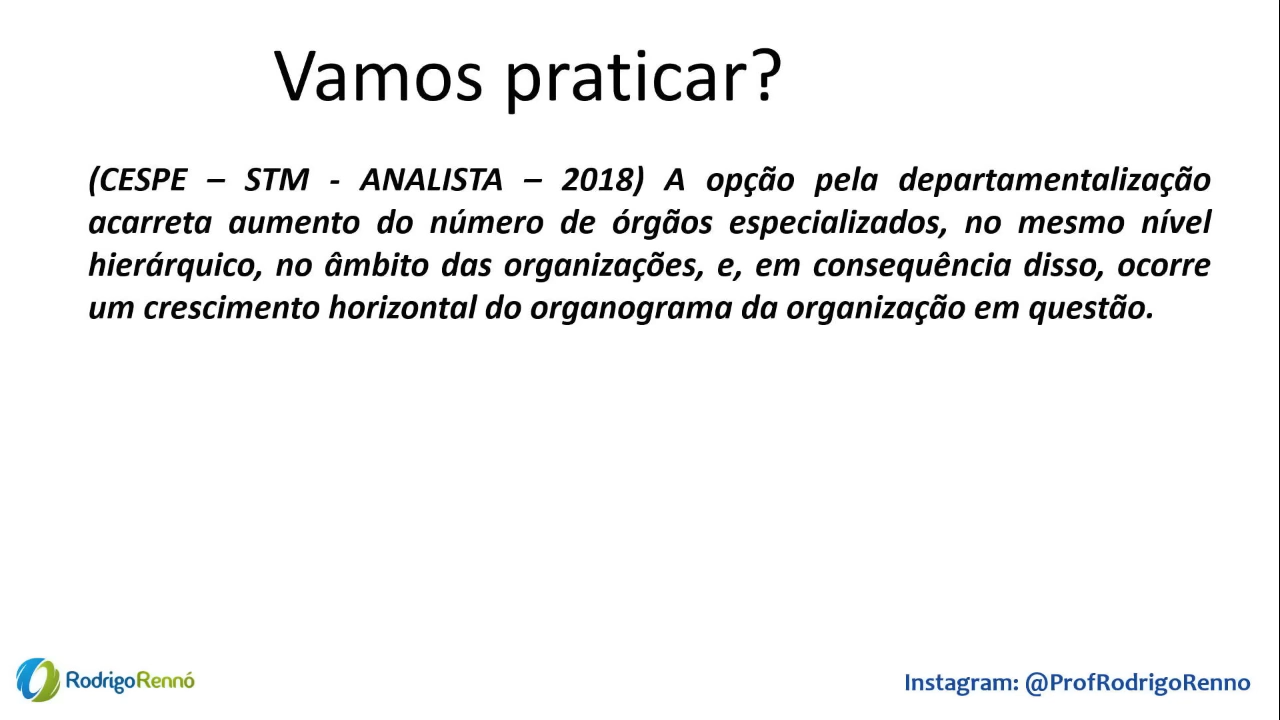 Vamos praticar?
(CESPE – STM - ANALISTA – 2018) A opção pela departamentalização
acarreta aumento do número de órgãos especializados, no mesmo nível
hierárquico, no âmbito das organizações, e, em consequência disso, ocorre
um crescimento horizontal do organograma da organização em questão.
RodrigoRennó
Instagram: @ProfRodrigoRenno